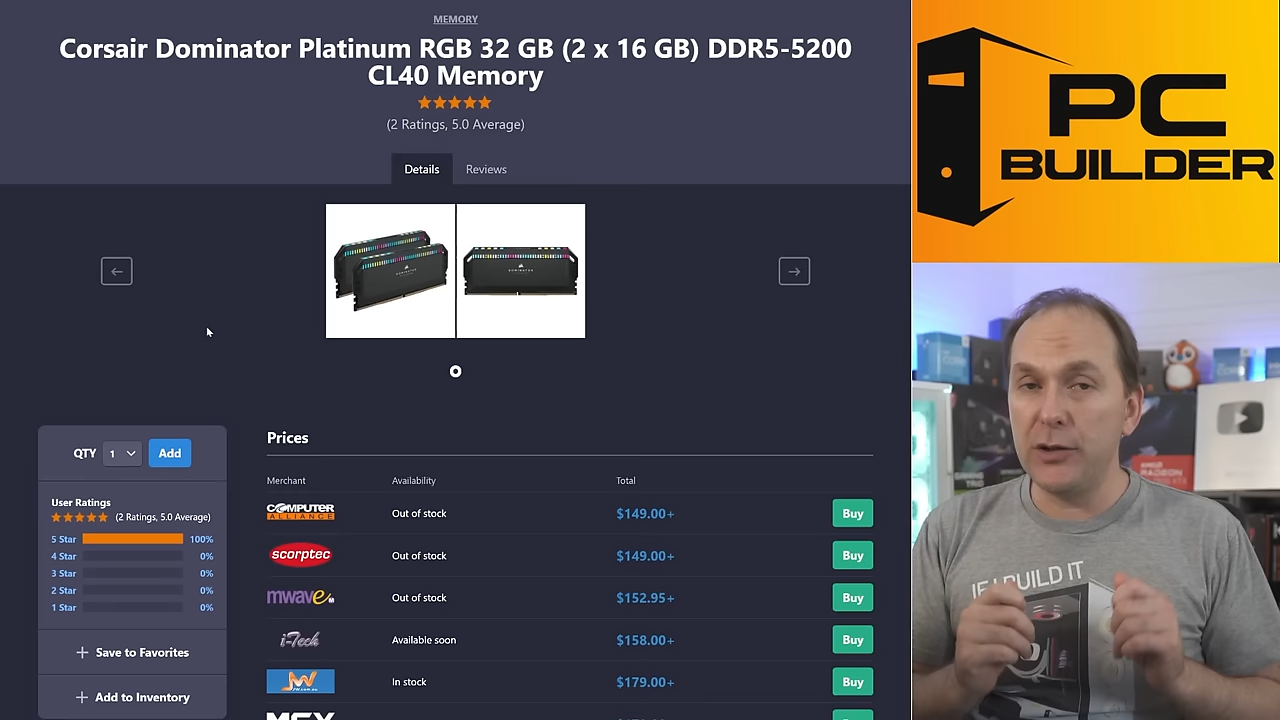 MEMORY
Corsair Dominator Platinum RGB 32 GB (2 x 16 GB) DDR5-5200
CL40 Memory
(2 Ratings, 5.0 Average)
Details
Reviews
QTY
1
Add
User Ratings
(2 Ratings, 5.0 Average)
5 Star
100%
4 Star
0%
3 Star
0%
2 Star
0%
1 Star
0%
Save to Favorites
Add to Inventory
Prices
Merchant
Availability
Total
COMPUTER
ALLIANCE
Out of stock
$149.00+
Buy
scorptec
Out of stock
$149.00+
Buy
mwave
Out of stock
$152.95+
Buy
i-Tech
Available soon
$158.00+
Buy
JW
In stock
$179.00+
Buy
PC
BUILDER
IF I BUILD IT